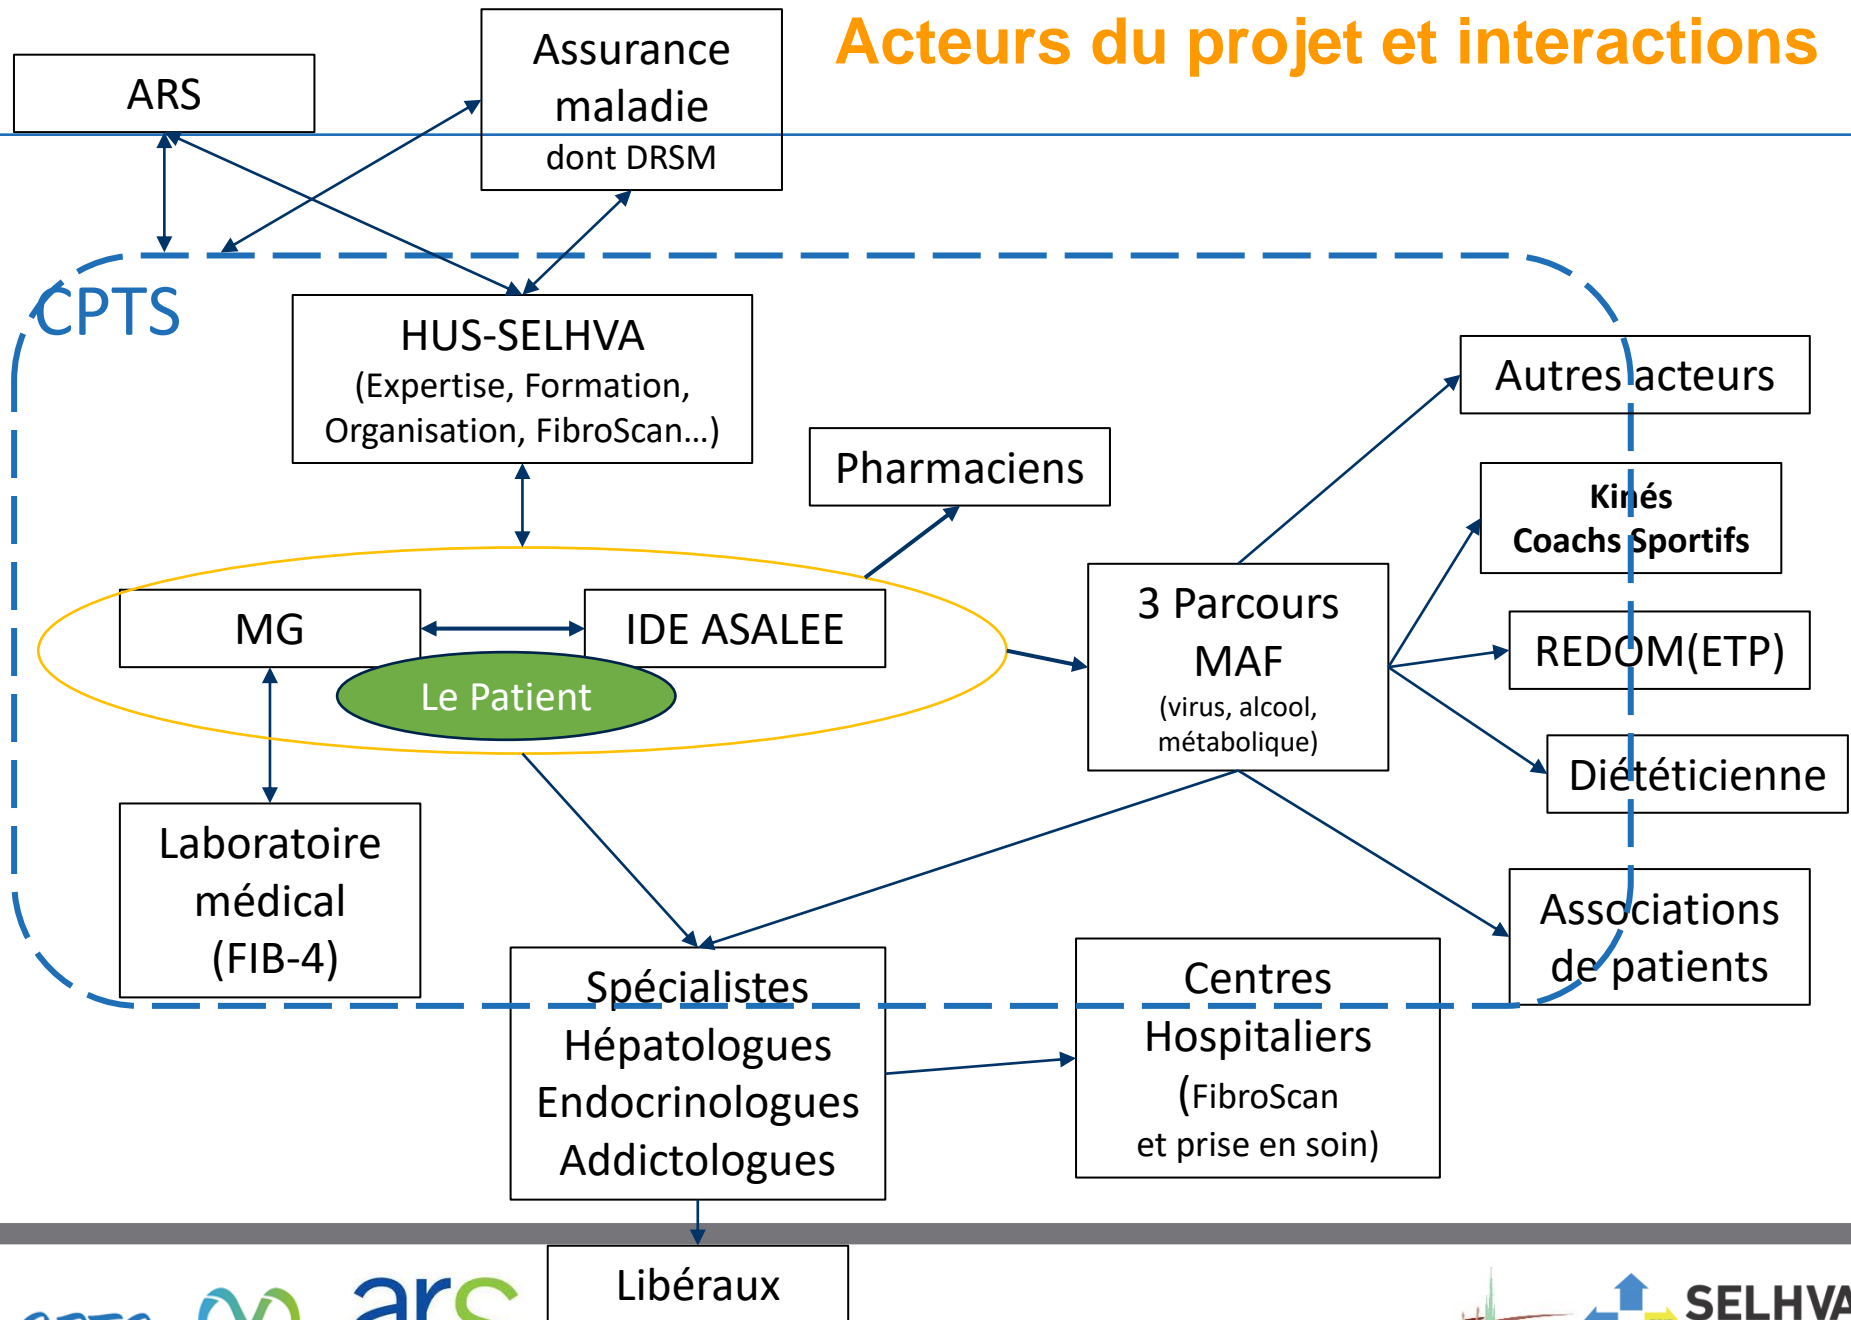 Acteurs du projet et interactions
ARS
Assurance
maladie
dont DRSM
CPTS
HUS-SELHVA
(Expertise, Formation,
Organisation, FibroScan...)
Pharmaciens
Autres acteurs
Kinés
Coachs Sportifs
MG
IDE ASALEE
Le Patient
3 Parcours
MAF
(virus, alcool,
métabolique)
REDOM(ETP)
Diététicienne
Laboratoire
médical
(FIB-4)
Associations
de patients
Spécialistes
Hépatologues
Endocrinologues
Addictologues
Centres
Hospitaliers
(FibroScan
et prise en soin)
Libéraux
CPTS
ars
SELHVA